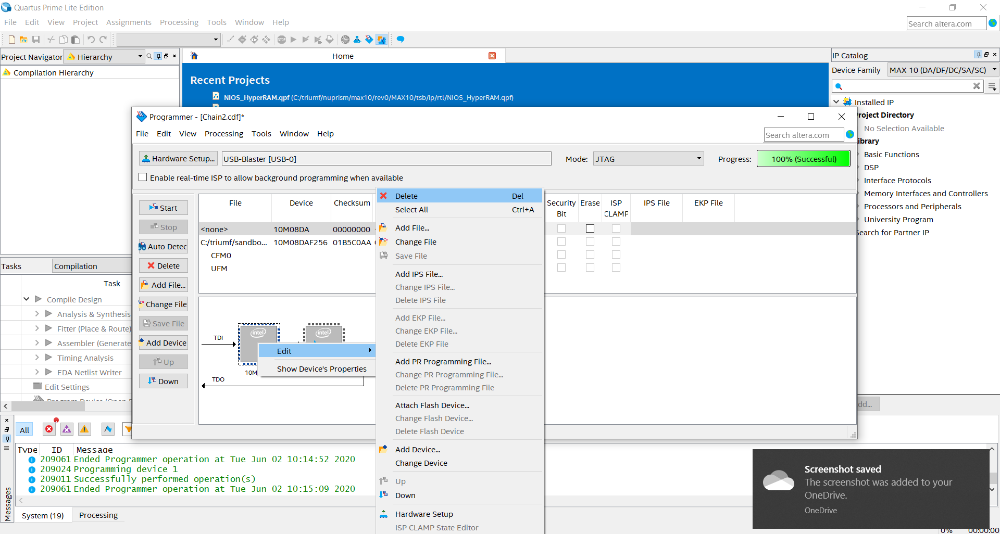 Quartus Prime Lite Edition
File Edit View Project Assignments Processing Tools Window Help
Search altera.com
Project Navigator Hierarchy
Compilation Hierarchy
Home
Recent Projects
NIOS_HyperRAM.qpf (C:/triumf/nuprism/max10/rev0/MAX10/tsb/ip/rtl/NIOS_HyperRAM.qpf)
IP Catalog
Device Family MAX 10 (DA/DF/DC/SA/SC)
Installed IP
Project Directory
No Selection Available
ibrary
Basic Functions
DSP
Interface Protocols
Memory Interfaces and Controllers
Processors and Peripherals
University Program
Search for Partner IP
dd...
Programmer - [Chain2.cdf]*
File Edit View Processing Tools Window Help
Search altera.com
Hardware Setup... USB-Blaster [USB-0] Mode: JTAG Progress: 100% (Successful)
Enable real-time ISP to allow background programming when available
Start
Stop
Auto Detec
Delete
Add File...
Change File
Save File
Add Device
Up
Down
File Device Checksum Security Bit Erase ISP CLAMP IPS File EKP File
<none> 10M08DA 00000000
C:/triumf/sandbo... 10M08DAF256 01B5C0AA
CFM0
UFM
TDI
intel
intel
10M
TDO
Edit
Show Device's Properties
Delete Del
Select All Ctrl+A
Add File...
Change File
Save File
Add IPS File...
Change IPS File...
Delete IPS File
Add EKP File...
Change EKP File...
Delete EKP File
Add PR Programming File...
Change PR Programming File...
Delete PR Programming File
Attach Flash Device...
Change Flash Device...
Delete Flash Device
Add Device...
Change Device
Up
Down
Hardware Setup
ISP CLAMP State Editor
Tasks Compilation
Task
Compile Design
Analysis & Synthesis
Fitter (Place & Route)
Assembler (Generate
Timing Analysis
EDA Netlist Writer
Edit Settings
All
Type ID Message
209061 Ended Programmer operation at Tue Jun 02 10:14:52 2020
209024 Programming device 1
209011 Successfully performed operation(s)
209061 Ended Programmer operation at Tue Jun 02 10:15:09 2020
Messages
System (19) Processing
Screenshot saved
The screenshot was added to your
OneDrive.
OneDrive
0% 00:00:00